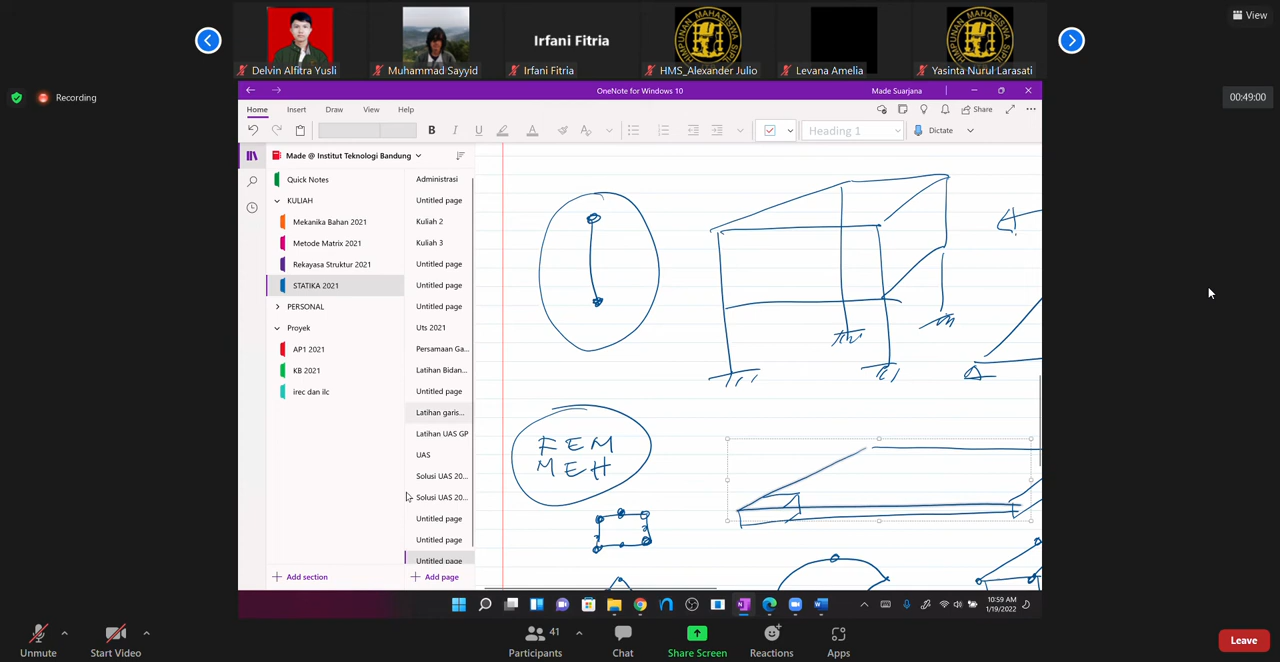 View
Delvin Alfitra Yusli
Muhammad Sayyid
Irfani Fitria
Irfani Fitria
HIMPUNAN MAHASISWA SIPIL
HMS_Alexander Julio
Levana Amelia
HIMPUNAN MAHASISWA SIPIL
Yasinta Nurul Larasati
Recording
00:49:00
OneNote for Windows 10
Made Suarjana
Home Insert Draw View Help
Share
B I U A
Heading 1
Dictate
Made @ Institut Teknologi Bandung
Quick Notes
KULIAH
Mekanika Bahan 2021
Metode Matrix 2021
Rekayasa Struktur 2021
STATIKA 2021
PERSONAL
Proyek
AP1 2021
KB 2021
irec dan ilc
Add section
Administrasi
Untitled page
Kuliah 2
Kuliah 3
Untitled page
Untitled page
Untitled page
Uts 2021
Persamaan Ga...
Latihan Bidan...
Untitled page
Latihan garis...
Latihan UAS GP
UAS
Solusi UAS 20...
Solusi UAS 20...
Untitled page
Untitled page
Untitled page
Add page
FEM
MEH
10:59 AM
1/19/2022
Unmute
Start Video
41
Participants
Chat
Share Screen
Reactions
Apps
Leave